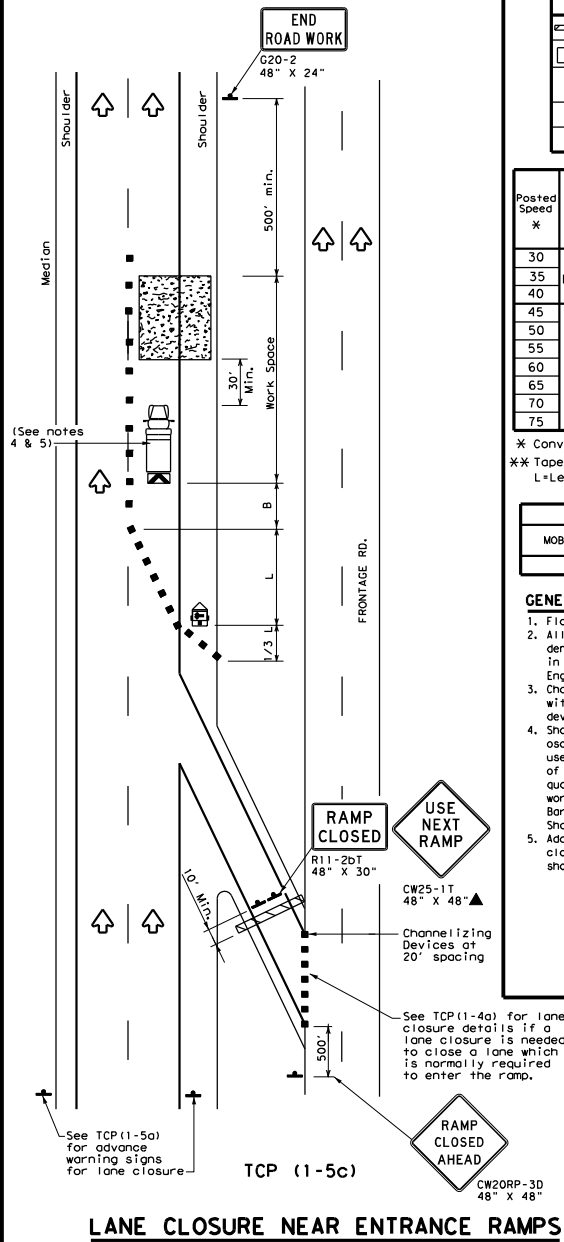 END
ROAD WORK
G20-2
48" X 24"
Shoulder
Shoulder
Median
500' min.
Work Space
30'
Min.
(See notes
4 & 5)
B
L
1/3 L
FRONTAGE RD.
RAMP
CLOSED
R11-2bT
48" X 30"
USE
NEXT
RAMP
CW25-1T
48" X 48"▲
10' Min.
Channelizing
Devices at
20' spacing
See TCP(1-4a) for lane
closure details if a
lane closure is needed
to close a lane which
is normally required
to enter the ramp.
500'
See TCP(1-5a)
for advance
warning signs
for lane closure
RAMP
CLOSED
AHEAD
CW20RP-3D
48" X 48"
TCP (1-5c)
LANE CLOSURE NEAR ENTRANCE RAMPS
Posted
Speed
*
30
35
40
45
50
55
60
65
70
75
* Conv
** Tape
L=Le
MOB
GENE
1. Fla
2. All
den
in
Eng
3. Cha
wit
dev
4. Sha
osc
use
of
qua
wor
Bar
Sha
5. Add
clo
sho